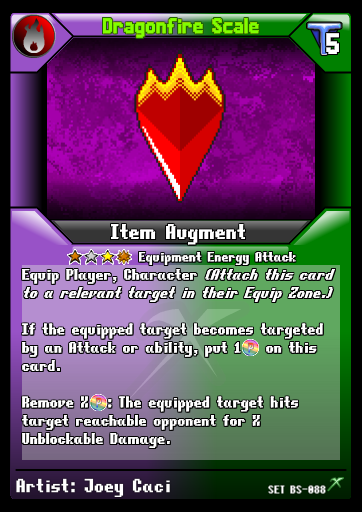 Dragonfire Scale
T5
Item Augment
Equipment Energy Attack
Equip Player, Character (Attach this card
to a relevant target in their Equip Zone.)
If the equipped target becomes targeted
by an Attack or ability, put 1 on this
card.
Remove X: The equipped target hits
target reachable opponent for X
Unblockable Damage.
Artist: Joey Caci
SET BS-088